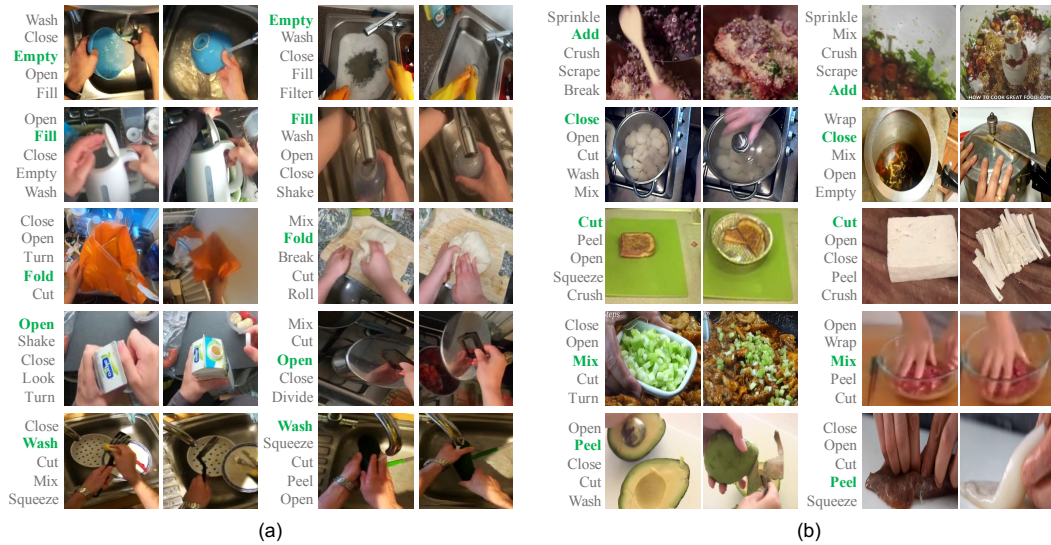 Wash
Close
Empty
Open
Fill
Empty
Wash
Close
Fill
Filter
Open
Fill
Close
Empty
Wash
Fill
Wash
Open
Close
Shake
Close
Open
Turn
Fold
Cut
Mix
Fold
Break
Cut
Roll
Open
Shake
Close
Look
Turn
Mix
Cut
Open
Close
Divide
Close
Wash
Cut
Mix
Squeeze
Wash
Squeeze
Cut
Peel
Open
(a)
Sprinkle
Add
Crush
Scrape
Break
Sprinkle
Mix
Crush
Scrape
Add
HOW TO COOK GREAT FOOD.COM
Close
Open
Cut
Wash
Mix
Wrap
Close
Mix
Open
Empty
Cut
Peel
Open
Squeeze
Crush
Cut
Open
Close
Peel
Crush
Close
Open
Mix
Cut
Turn
Open
Wrap
Mix
Peel
Cut
Open
Peel
Close
Cut
Wash
Close
Open
Cut
Peel
Squeeze
(b)